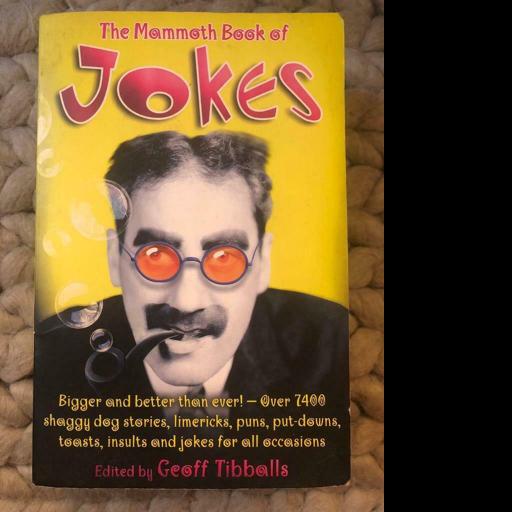 The Mammoth Book of
JOKES
Bigger and better than ever! – Over 7400
shaggy dog stories, limericks, puns, put-downs,
toasts, insults and jokes for all occasions
Edited by Geoff Tibballs